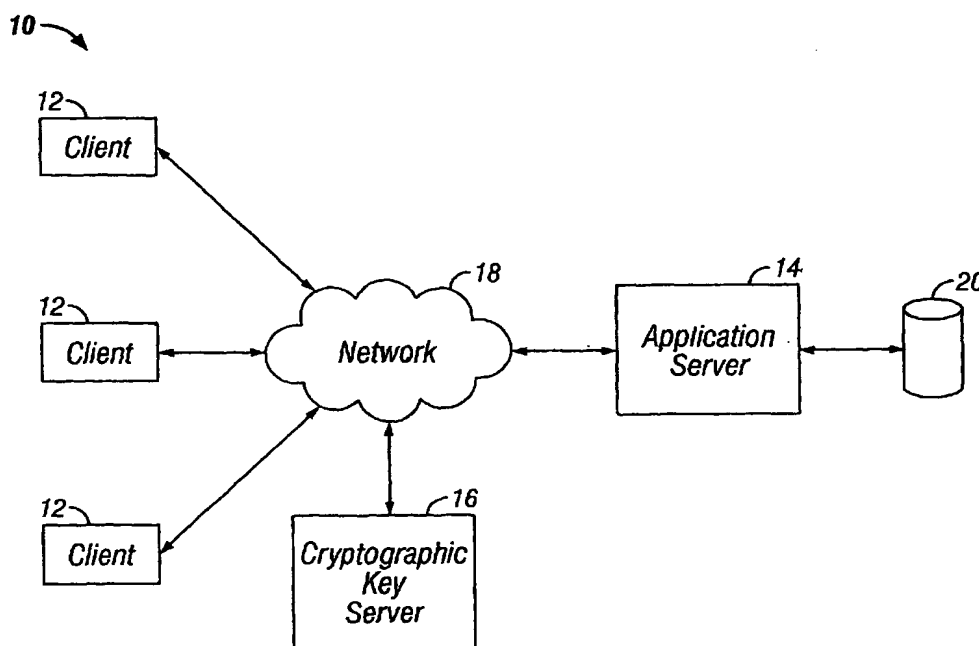 10
12
Client
12
Client
18
Network
14
Application
Server
20
12
Client
16
Cryptographic
Key
Server